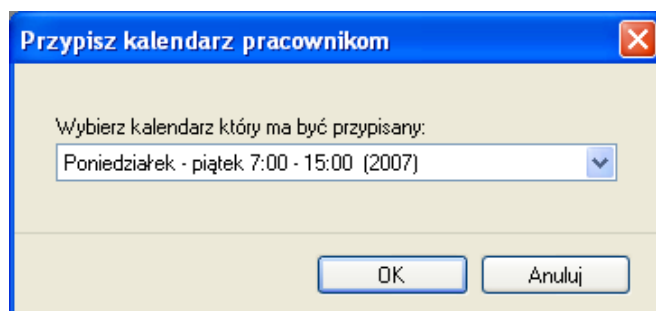 Przypisz kalendarz pracownikom
Wybierz kalendarz który ma być przypisany:
Poniedziałek - piątek 7:00 - 15:00 (2007)
OK
Anuluj